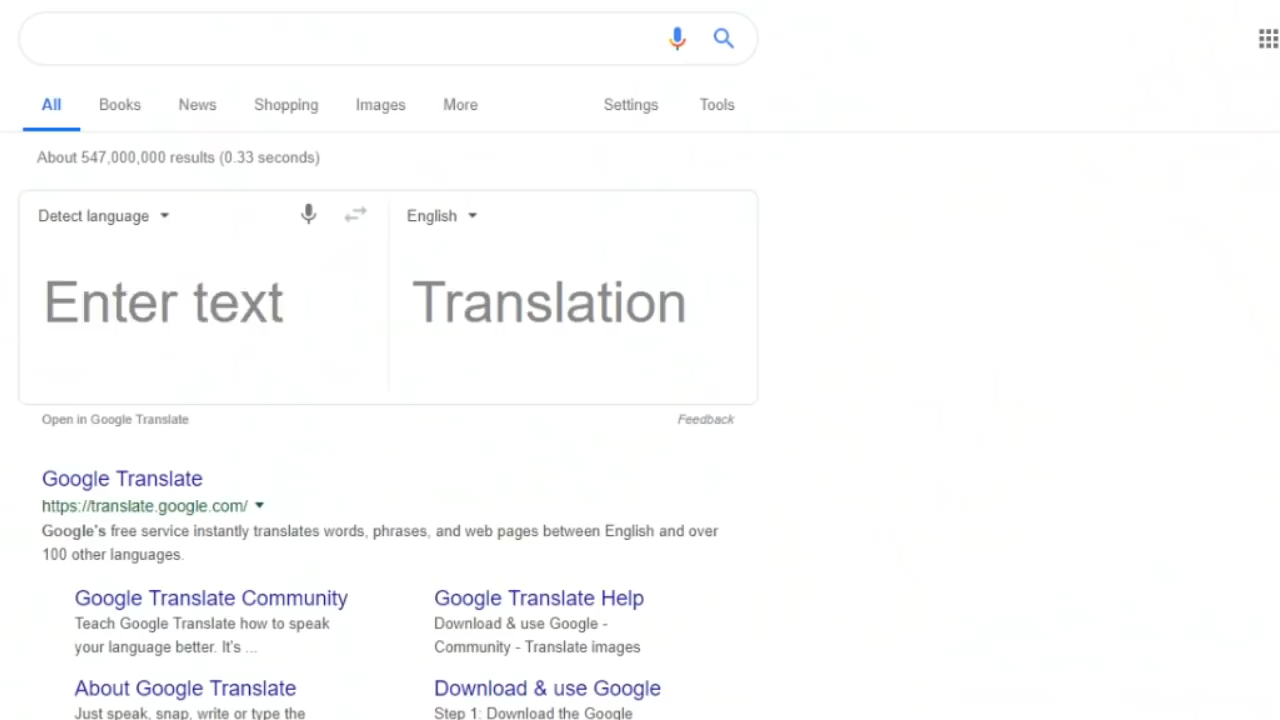 All Books News Shopping Images More Settings Tools
About 547,000,000 results (0.33 seconds)
Detect language English
Enter text Translation
Open in Google Translate Feedback
Google Translate
https://translate.google.com/
Google's free service instantly translates words, phrases, and web pages between English and over
100 other languages.
Google Translate Community
Teach Google Translate how to speak
your language better. It's ...
Google Translate Help
Download & use Google -
Community - Translate images
About Google Translate
Just speak, snap, write or type the
Download & use Google
Step 1: Download the Google